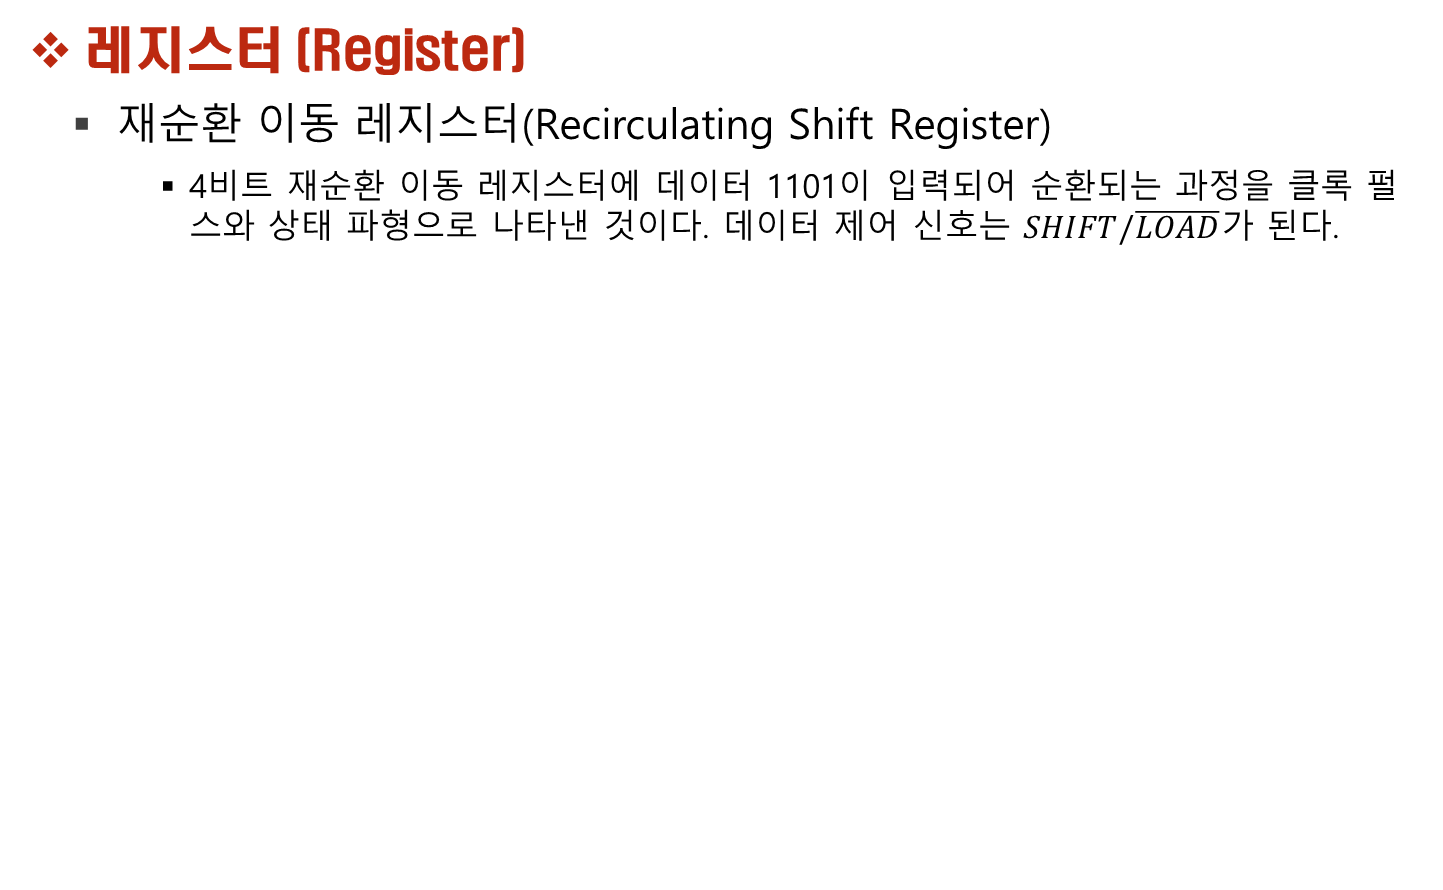 ❖ 레지스터 (Register)
▪ 재순환 이동 레지스터(Recirculating Shift Register)
▪ 4비트 재순환 이동 레지스터에 데이터 1101이 입력되어 순환되는 과정을 클록 펄
스와 상태 파형으로 나타낸 것이다. 데이터 제어 신호는 $SHIFT/\overline{LOAD}$가 된다.